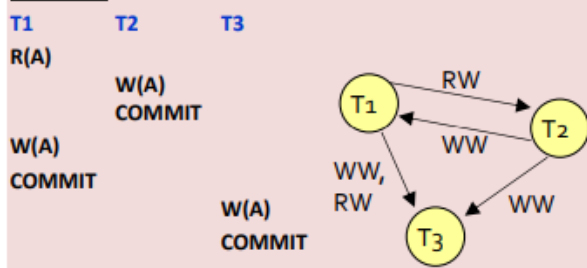 T1 T2 T3
R(A)
W(A)
COMMIT
W(A)
COMMIT
W(A)
COMMIT
RW
T1
T2
WW
WW,
RW
WW
T3